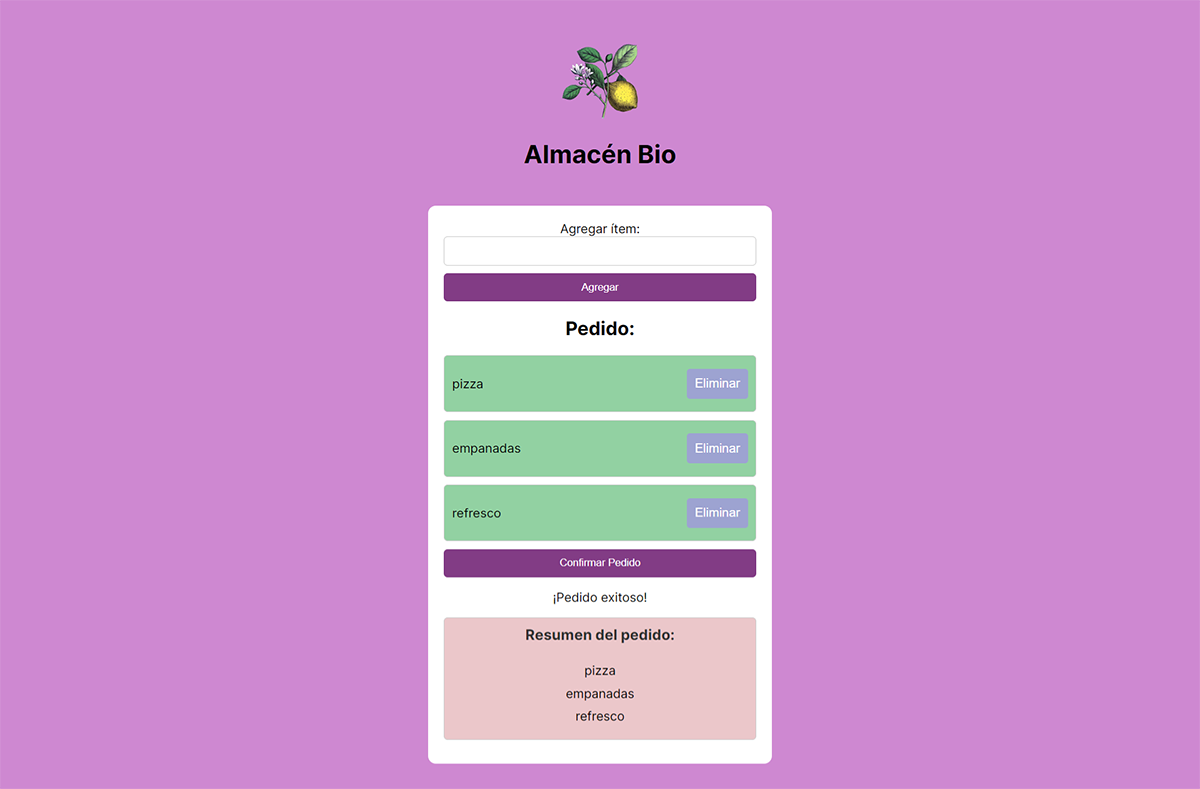 Almacén Bio
Agregar ítem:
Agregar
Pedido:
pizza Eliminar
empanadas Eliminar
refresco Eliminar
Confirmar Pedido
¡Pedido exitoso!
Resumen del pedido:
pizza
empanadas
refresco